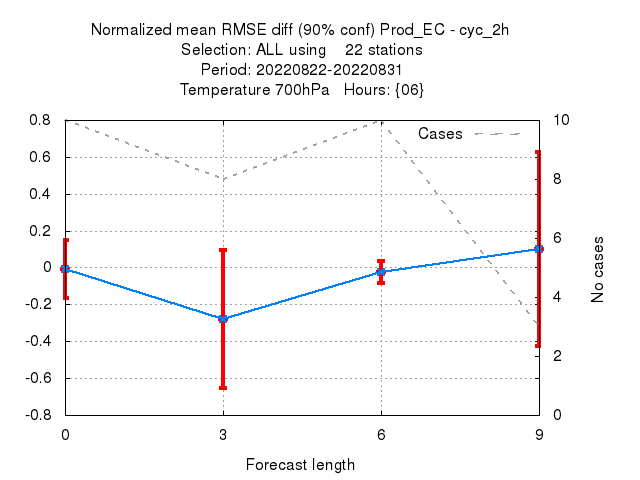 Normalized mean RMSE diff (90% conf) Prod_EC - cyc_2h
Selection: ALL using 22 stations
Period: 20220822-20220831
Temperature 700hPa Hours: {06}
Cases
0.8
0.6
0.4
0.2
0
-0.2
-0.4
-0.6
-0.8
10
8
6
4
2
0
No cases
0 3 6 9
Forecast length